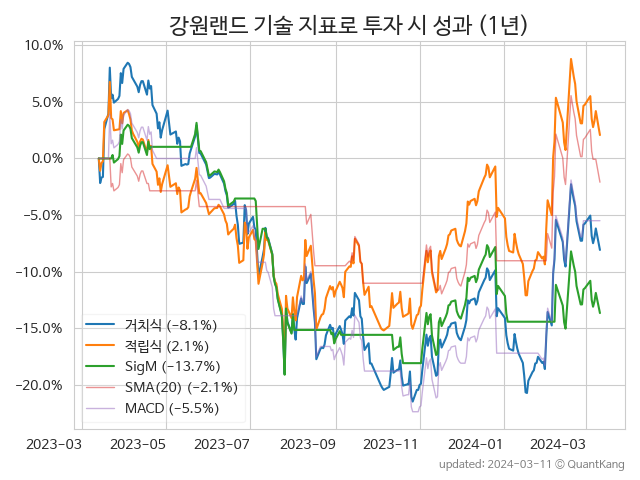 강원랜드 기술 지표로 투자 시 성과 (1년)
10.0%
5.0%
0.0%
−5.0%
−10.0%
−15.0%
−20.0%
거치식 (−8.1%)
적립식 (2.1%)
SigM (−13.7%)
SMA(20) (−2.1%)
MACD (−5.5%)
2023-03 2023-05 2023-07 2023-09 2023-11 2024-01 2024-03
updated: 2024-03-11 © QuantKang